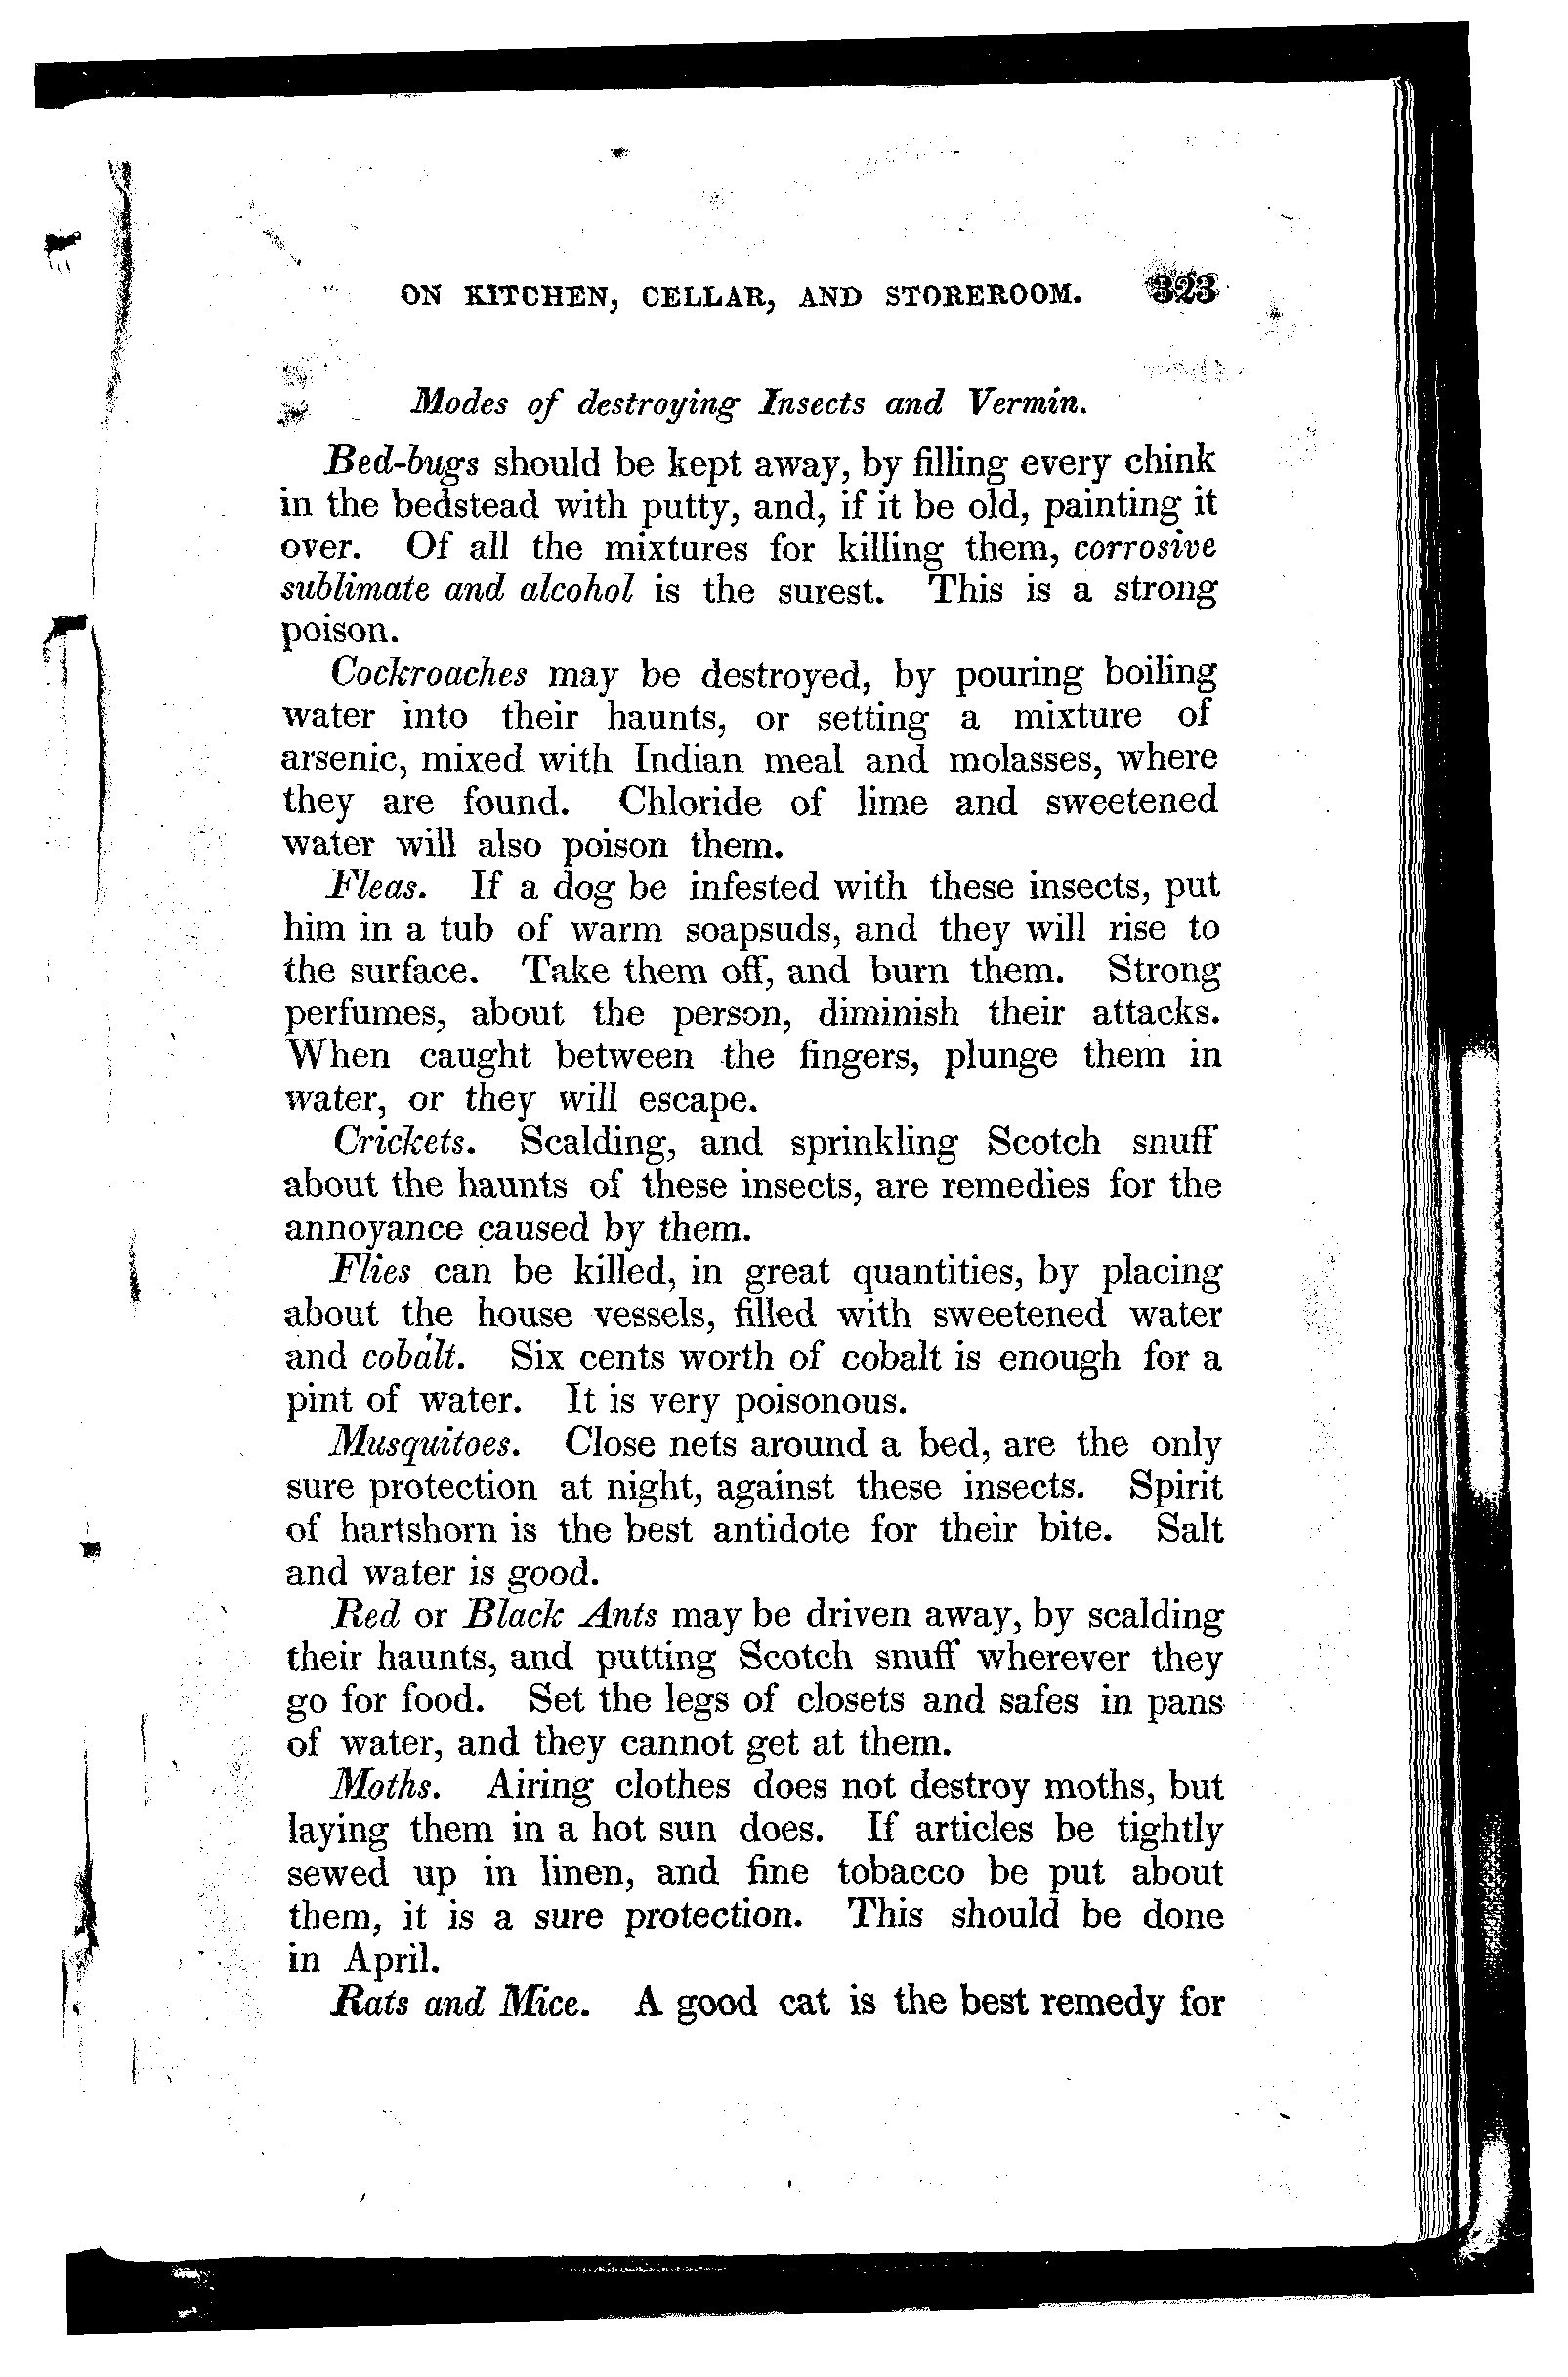 ON KITCHEN, CELLAR, AND STOREROOM. 323
Modes of destroying Insects and Vermin.
Bed-bugs should be kept away, by filling every chink
in the bedstead with putty, and, if it be old, painting it
over. Of all the mixtures for killing them, corrosive
sublimate and alcohol is the surest. This is a strong
poison.
Cockroaches may be destroyed, by pouring boiling
water into their haunts, or setting a mixture of
arsenic, mixed with Indian meal and molasses, where
they are found. Chloride of lime and sweetened
water will also poison them.
Fleas. If a dog be infested with these insects, put
him in a tub of warm soapsuds, and they will rise to
the surface. Take them off, and burn them. Strong
perfumes, about the person, diminish their attacks.
When caught between the fingers, plunge them in
water, or they will escape.
Crickets. Scalding, and sprinkling Scotch snuff
about the haunts of these insects, are remedies for the
annoyance caused by them.
Flies can be killed, in great quantities, by placing
about the house vessels, filled with sweetened water
and cobalt. Six cents worth of cobalt is enough for a
pint of water. It is very poisonous.
Musquitoes. Close nets around a bed, are the only
sure protection at night, against these insects. Spirit
of hartshorn is the best antidote for their bite. Salt
and water is good.
Red or Black Ants may be driven away, by scalding
their haunts, and putting Scotch snuff wherever they
go for food. Set the legs of closets and safes in pans
of water, and they cannot get at them.
Moths. Airing clothes does not destroy moths, but
laying them in a hot sun does. If articles be tightly
sewed up in linen, and fine tobacco be put about
them, it is a sure protection. This should be done
in April.
Rats and Mice. A good cat is the best remedy for